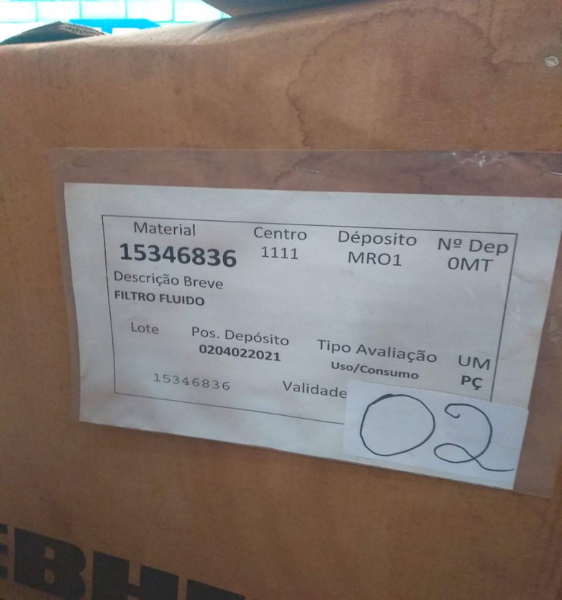 Material Centro Déposito Nº Dep
15346836 1111 MRO1 0MT
Descrição Breve
FILTRO FLUIDO
Lote Pos. Depósito Tipo Avaliação UM
0204022021 Uso/Consumo PÇ
15346836 Validade
02